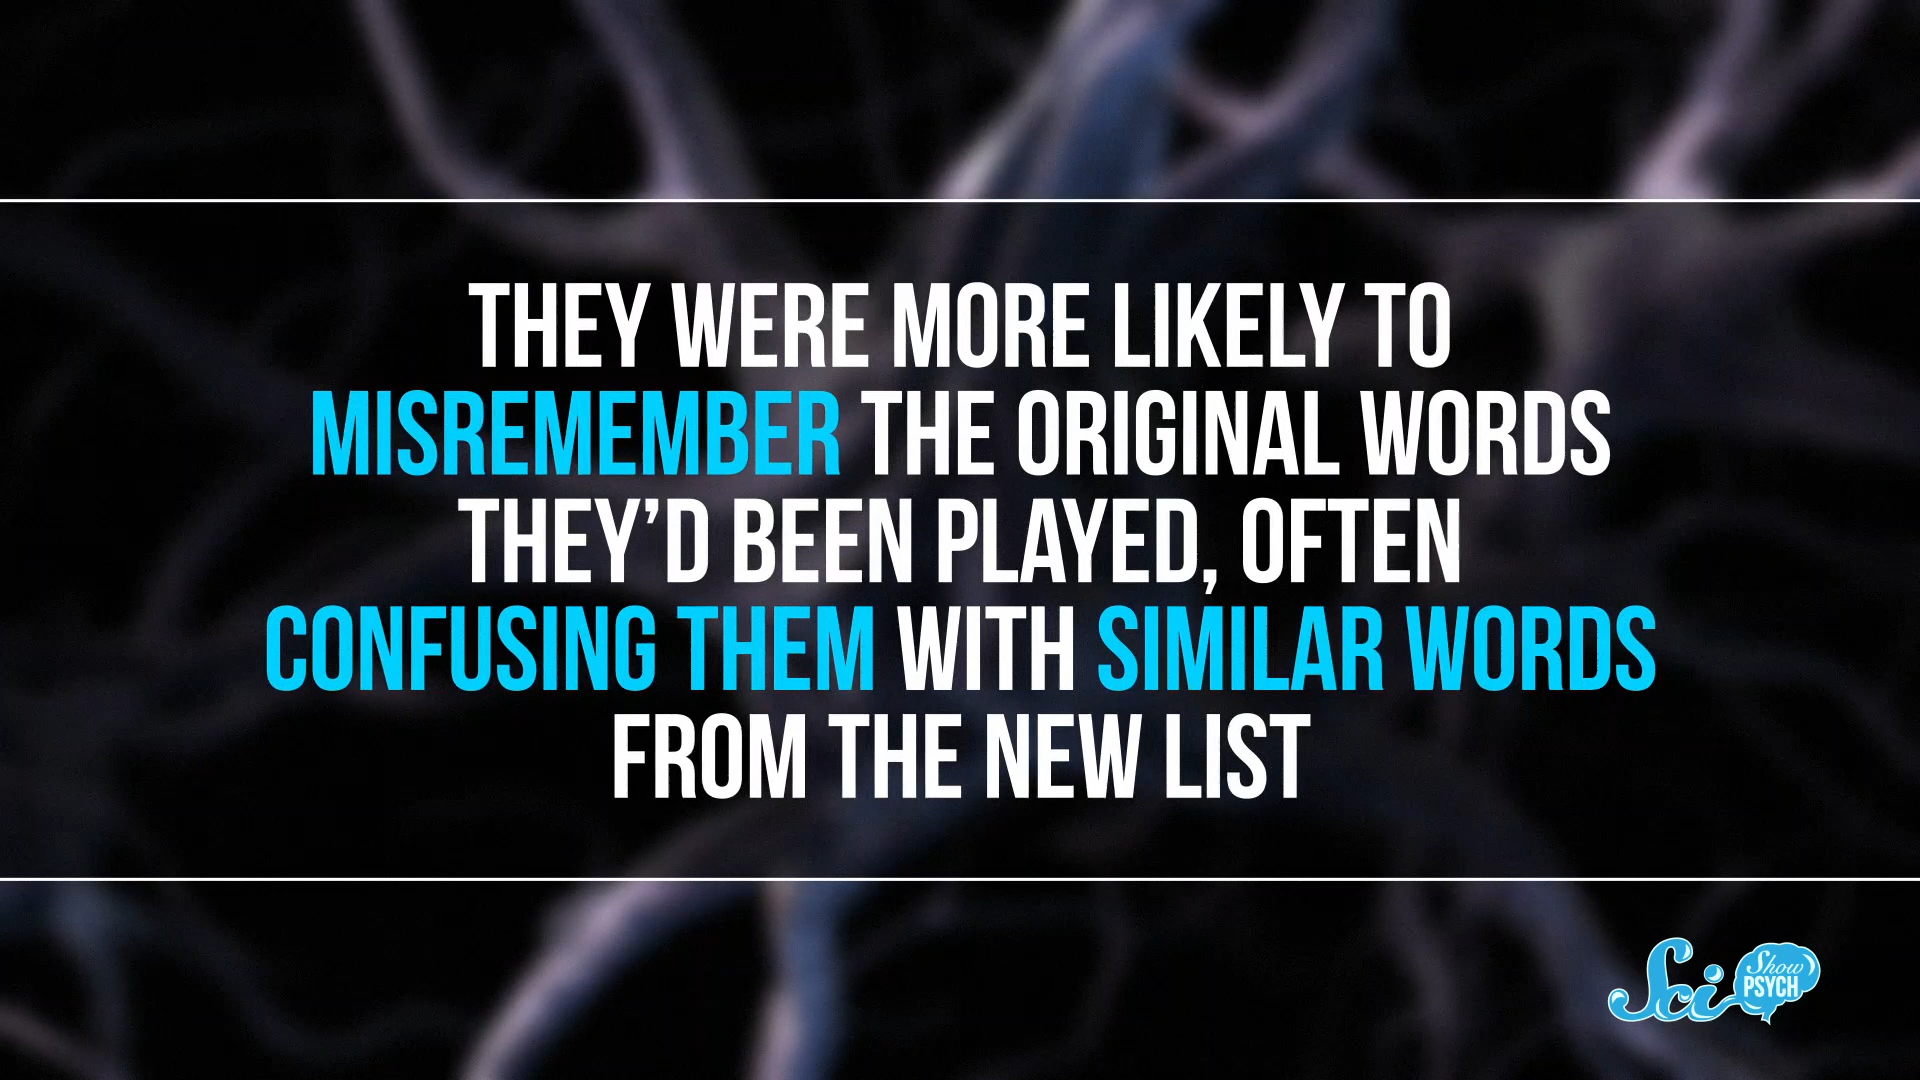 THEY WERE MORE LIKELY TO
MISREMEMBER THE ORIGINAL WORDS
THEY’D BEEN PLAYED, OFTEN
CONFUSING THEM WITH SIMILAR WORDS
FROM THE NEW LIST
Sci Show
PSYCH